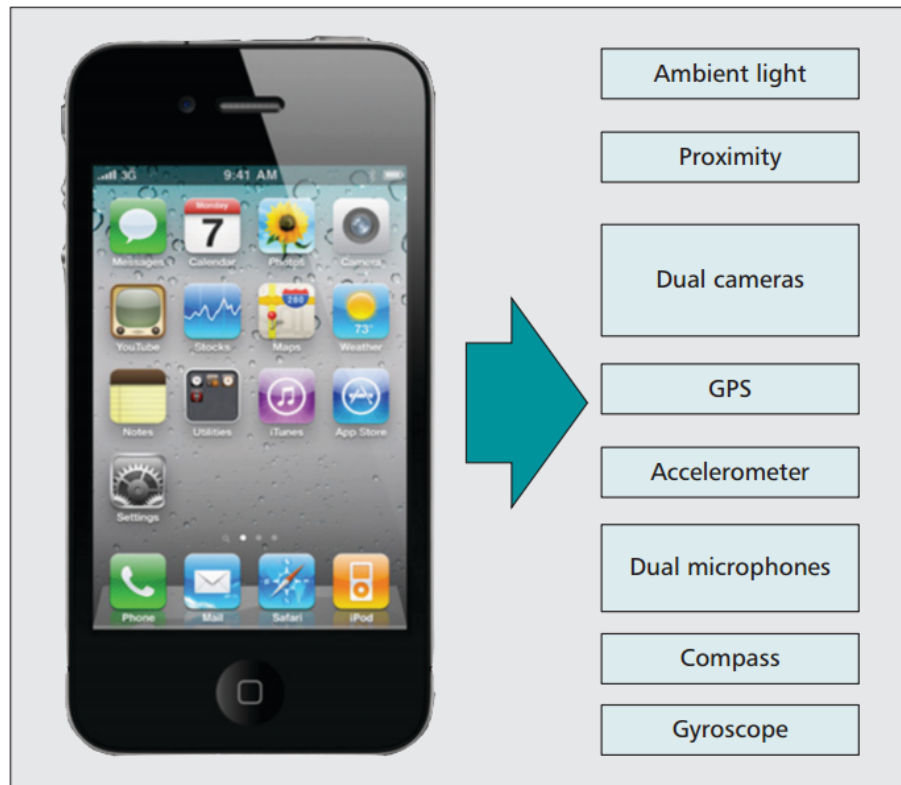 3G 9:41 AM
Monday
7
280
Messages Calendar Photos Camera
73°
YouTube Stocks Maps Weather
Notes Utilities iTunes App Store
Settings
Phone Mail Safari iPod
Ambient light
Proximity
Dual cameras
GPS
Accelerometer
Dual microphones
Compass
Gyroscope